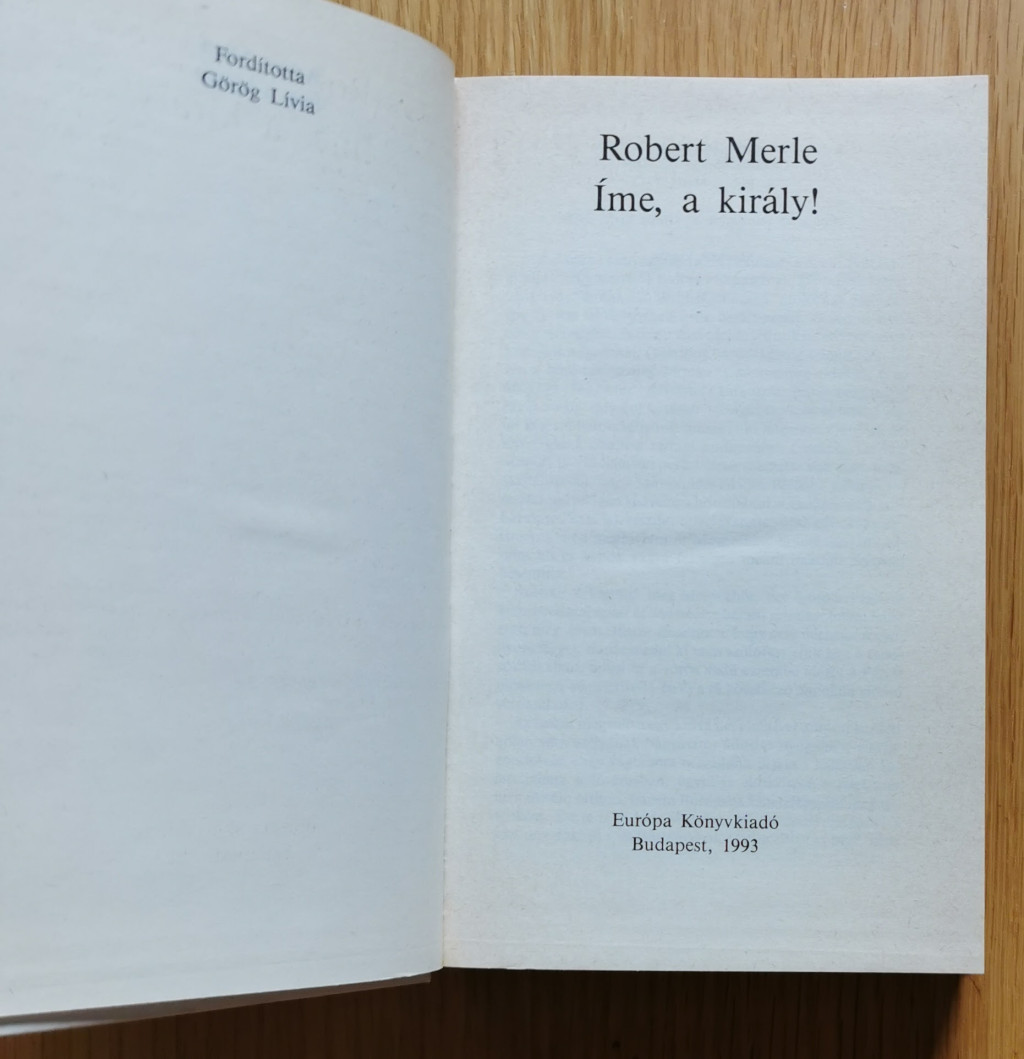 Fordította
Görög Lívia
Robert Merle
Íme, a király!
Európa Könyvkiadó
Budapest, 1993